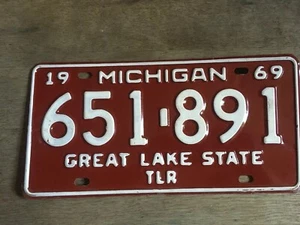 19 MICHIGAN 69
651-891
GREAT LAKE STATE
TLR